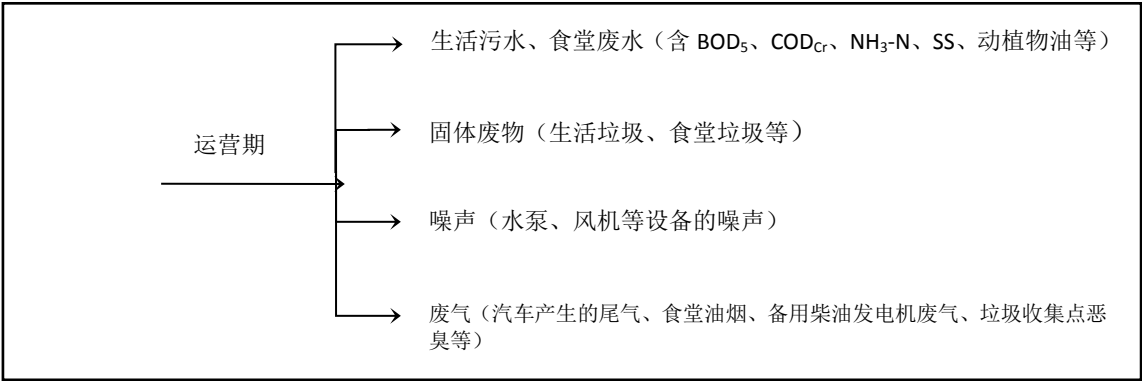 生活污水、食堂废水（含 BOD₅、COD_Cr、NH₃-N、SS、动植物油等）
固体废物（生活垃圾、食堂垃圾等）
运营期
噪声（水泵、风机等设备的噪声）
废气（汽车产生的尾气、食堂油烟、备用柴油发电机废气、垃圾收集点恶
臭等）